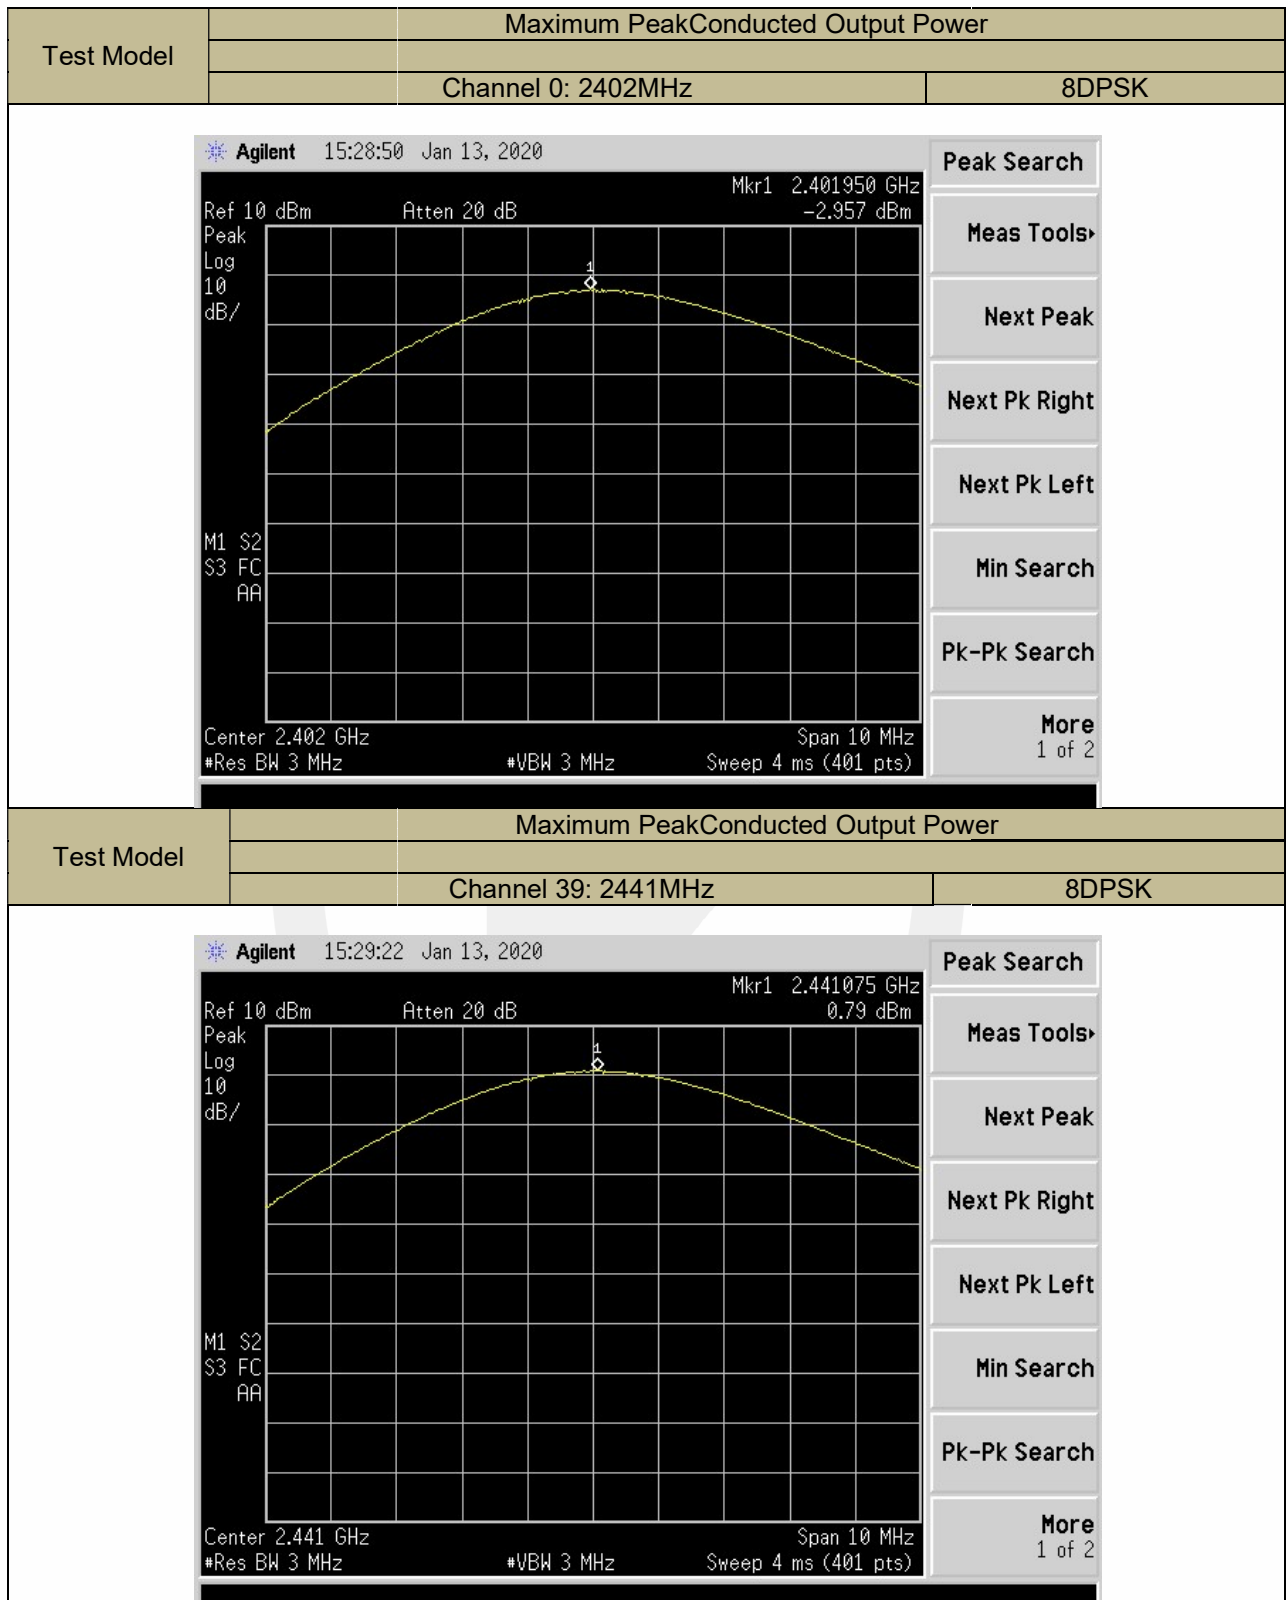 Test Model
Maximum PeakConducted Output Power
Channel 0: 2402MHz
8DPSK
Agilent 15:28:50 Jan 13, 2020
Peak Search
Mkr1 2.401950 GHz
Ref 10 dBm Atten 20 dB -2.957 dBm
Peak
Log
10
dB/
1
M1 S2
S3 FC
AA
Center 2.402 GHz Span 10 MHz
#Res BW 3 MHz #VBW 3 MHz Sweep 4 ms (401 pts)
Meas Tools
Next Peak
Next Pk Right
Next Pk Left
Min Search
Pk-Pk Search
More
1 of 2
Test Model
Maximum PeakConducted Output Power
Channel 39: 2441MHz
8DPSK
Agilent 15:29:22 Jan 13, 2020
Peak Search
Mkr1 2.441075 GHz
Ref 10 dBm Atten 20 dB 0.79 dBm
Peak
Log
10
dB/
1
M1 S2
S3 FC
AA
Center 2.441 GHz Span 10 MHz
#Res BW 3 MHz #VBW 3 MHz Sweep 4 ms (401 pts)
Meas Tools
Next Peak
Next Pk Right
Next Pk Left
Min Search
Pk-Pk Search
More
1 of 2